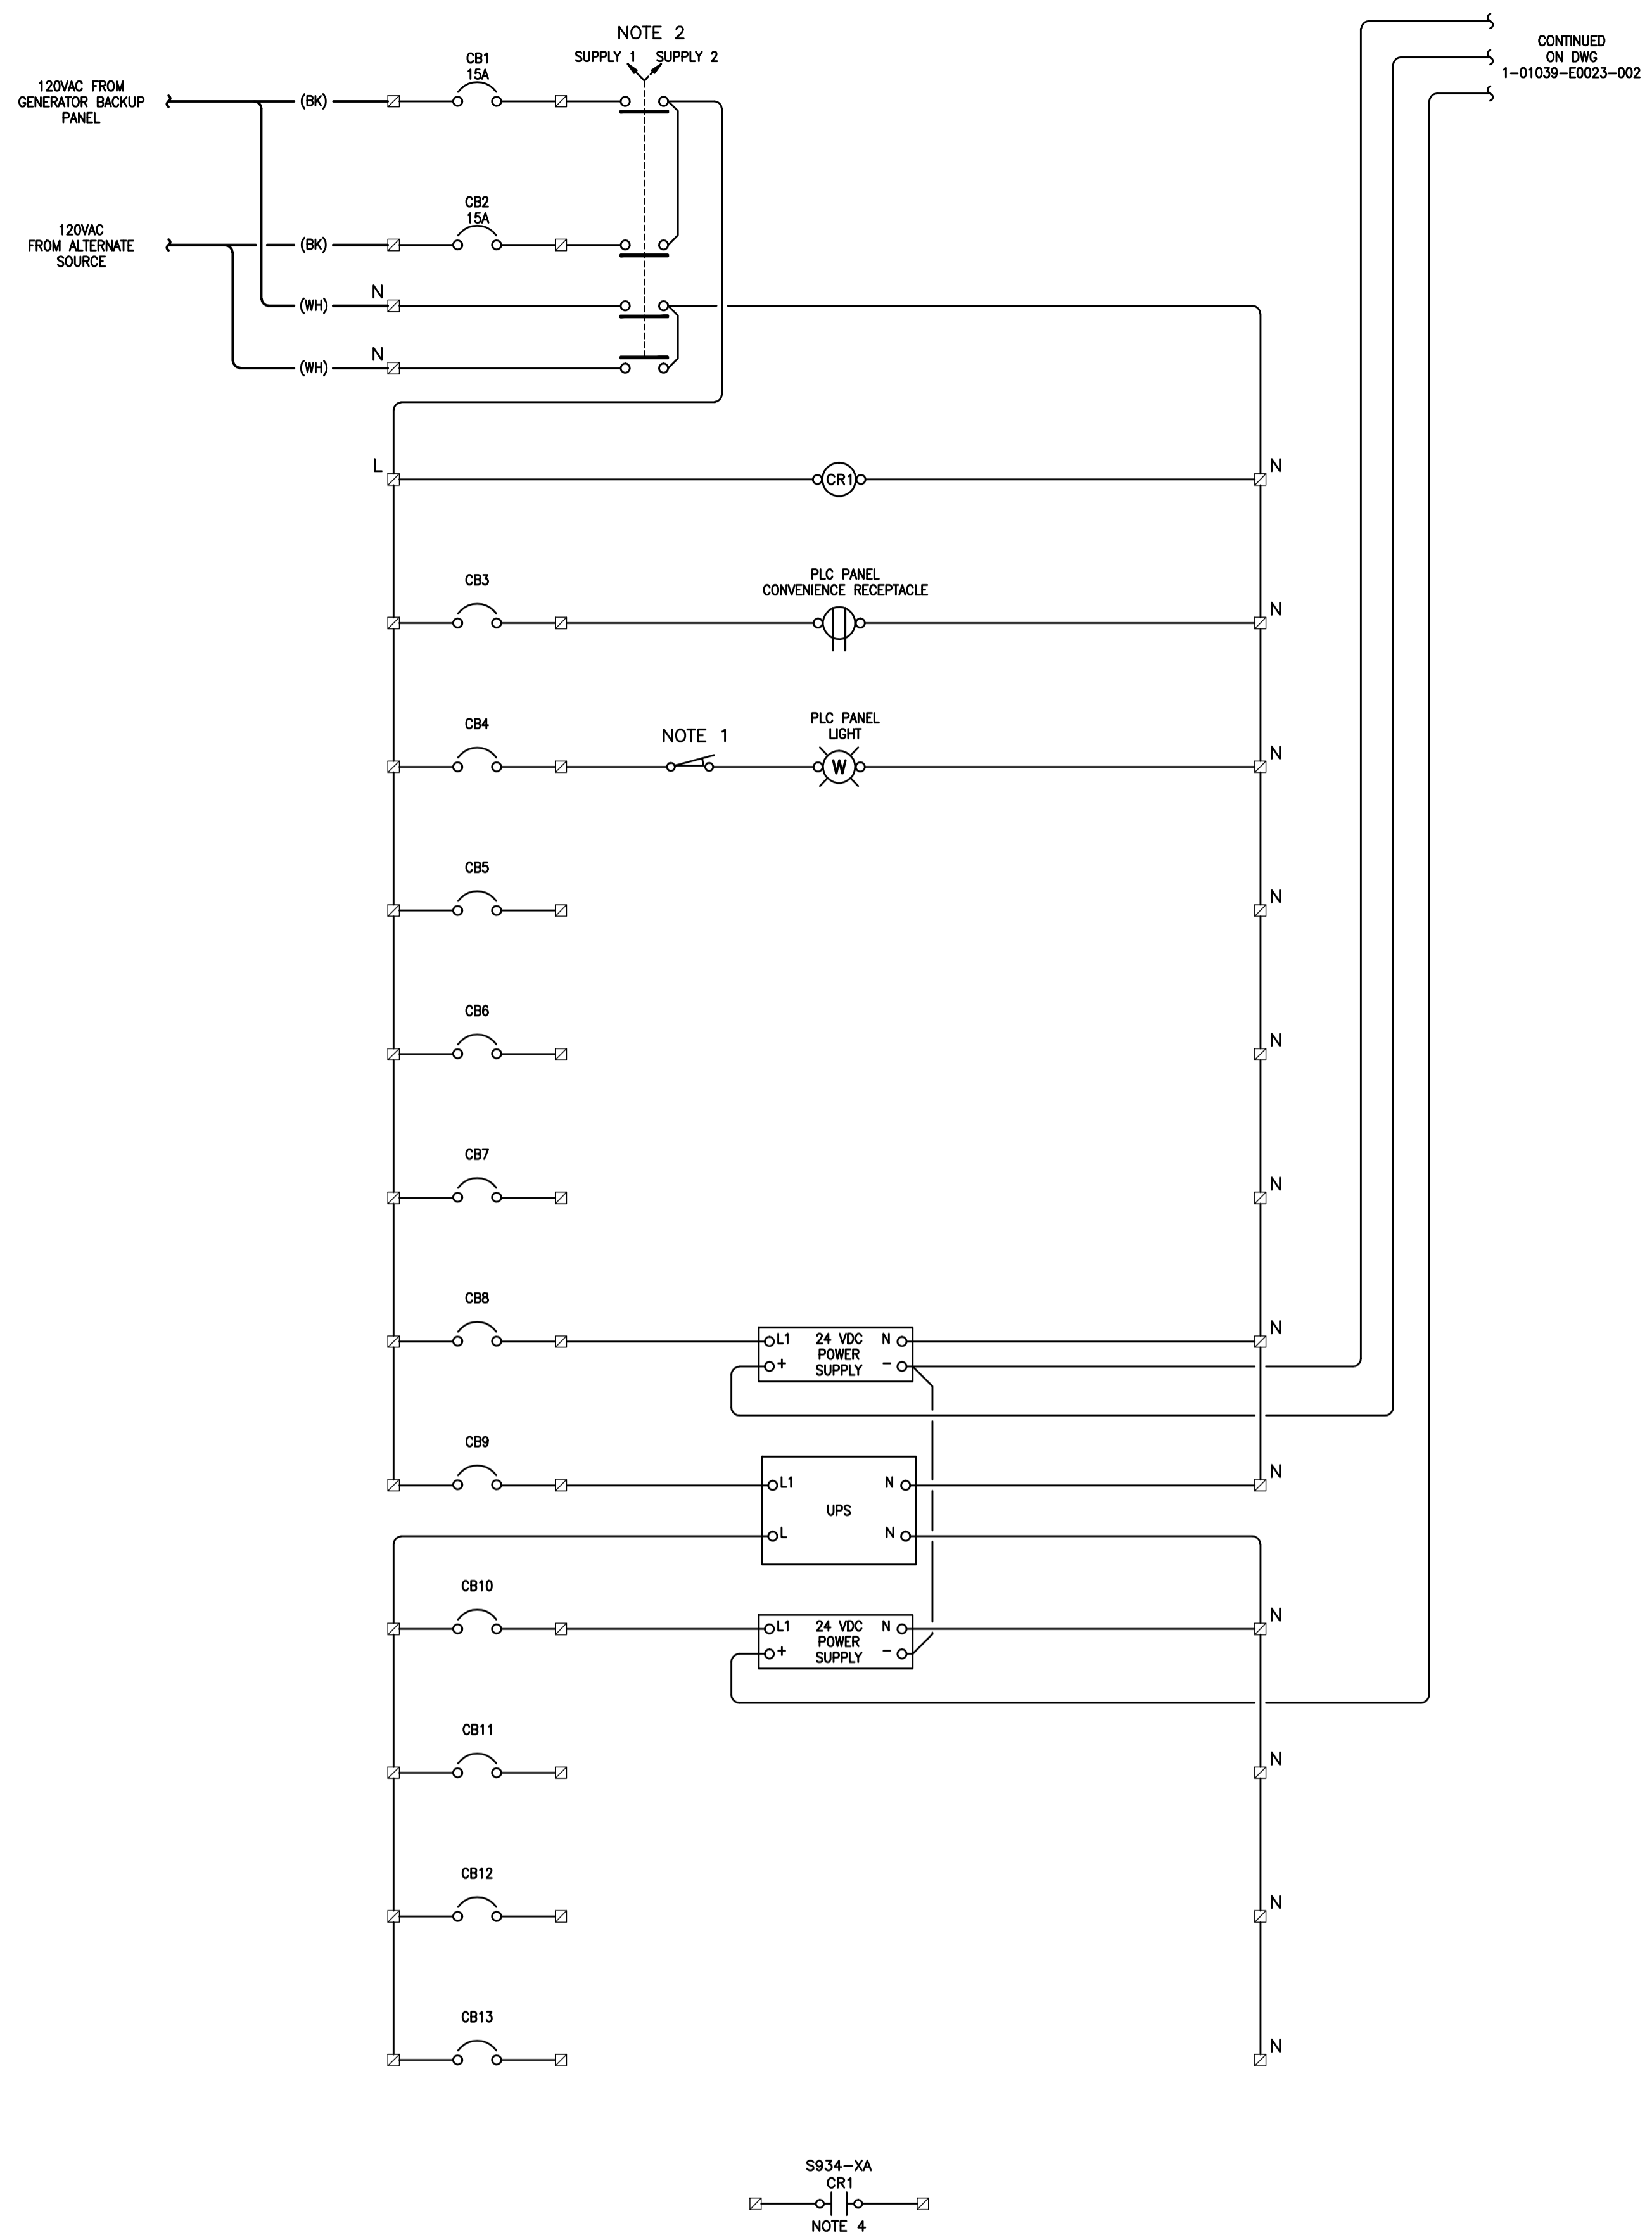 NOTE 2
SUPPLY 1 SUPPLY 2
CONTINUED
ON DWG
1-01039-E0023-002
CB1
15A
120VAC FROM
GENERATOR BACKUP
PANEL
(BK)
CB2
15A
120VAC
FROM ALTERNATE
SOURCE
(BK)
N
(WH)
N
(WH)
L
CR1
N
CB3
PLC PANEL
CONVENIENCE RECEPTACLE
N
CB4
NOTE 1
PLC PANEL
LIGHT
W
N
CB5
N
CB6
N
CB7
N
CB8
L1 24 VDC N
+ POWER -
SUPPLY
N
CB9
L1 N
UPS
L N
N
CB10
L1 24 VDC N
+ POWER -
SUPPLY
N
CB11
N
CB12
N
CB13
N
S934-XA
CR1
NOTE 4